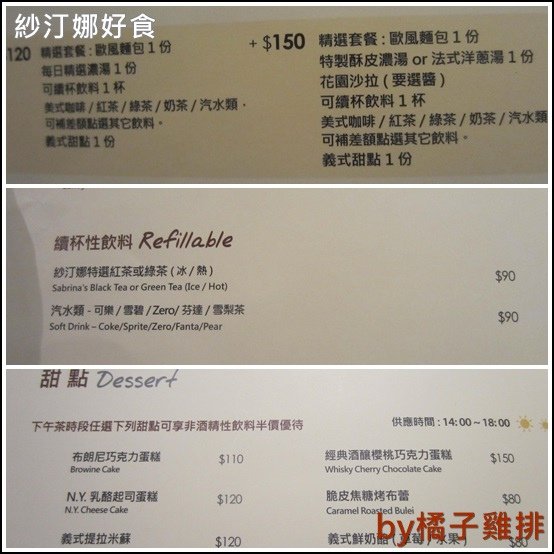 紗汀娜好食
120 精選套餐 : 歐風麵包 1 份
每日精選濃湯 1 份
可續杯飲料 1 杯
美式咖啡 / 紅茶 / 綠茶 / 奶茶 / 汽水類 .
可補差額點選其它飲料。
義式甜點 1 份
+ $150 精選套餐 : 歐風麵包 1 份
特製酥皮濃湯 or 法式洋蔥湯 1 份
花園沙拉 ( 要選醬 )
可續杯飲料 1 杯
美式咖啡 / 紅茶 / 綠茶 / 奶茶 / 汽水類
可補差額點選其它飲料。
義式甜點 1 份
續杯性飲料 Refillable
紗汀娜特選紅茶或綠茶 ( 冰 / 熱 ) $90
Sabrina's Black Tea or Green Tea (Ice / Hot)
汽水類 - 可樂 / 雪碧 / Zero/ 芬達 / 雪梨茶 $90
Soft Drink – Coke/Sprite/Zero/Fanta/Pear
甜 點 Dessert
下午茶時段任選下列甜點可享非酒精性飲料半價優待 供應時間 : 14:00 ~ 18:00
布朗尼巧克力蛋糕 $110
Browine Cake
N.Y. 乳酪起司蛋糕 $120
N.Y. Cheese Cake
義式提拉米蘇 $120
經典酒釀櫻桃巧克力蛋糕 $150
Whisky Cherry Chocolate Cake
脆皮焦糖烤布蕾 $80
Caramel Roasted Bulei
義式鮮奶酪 ( 草莓 / 水果 ) $80
by橘子雞排